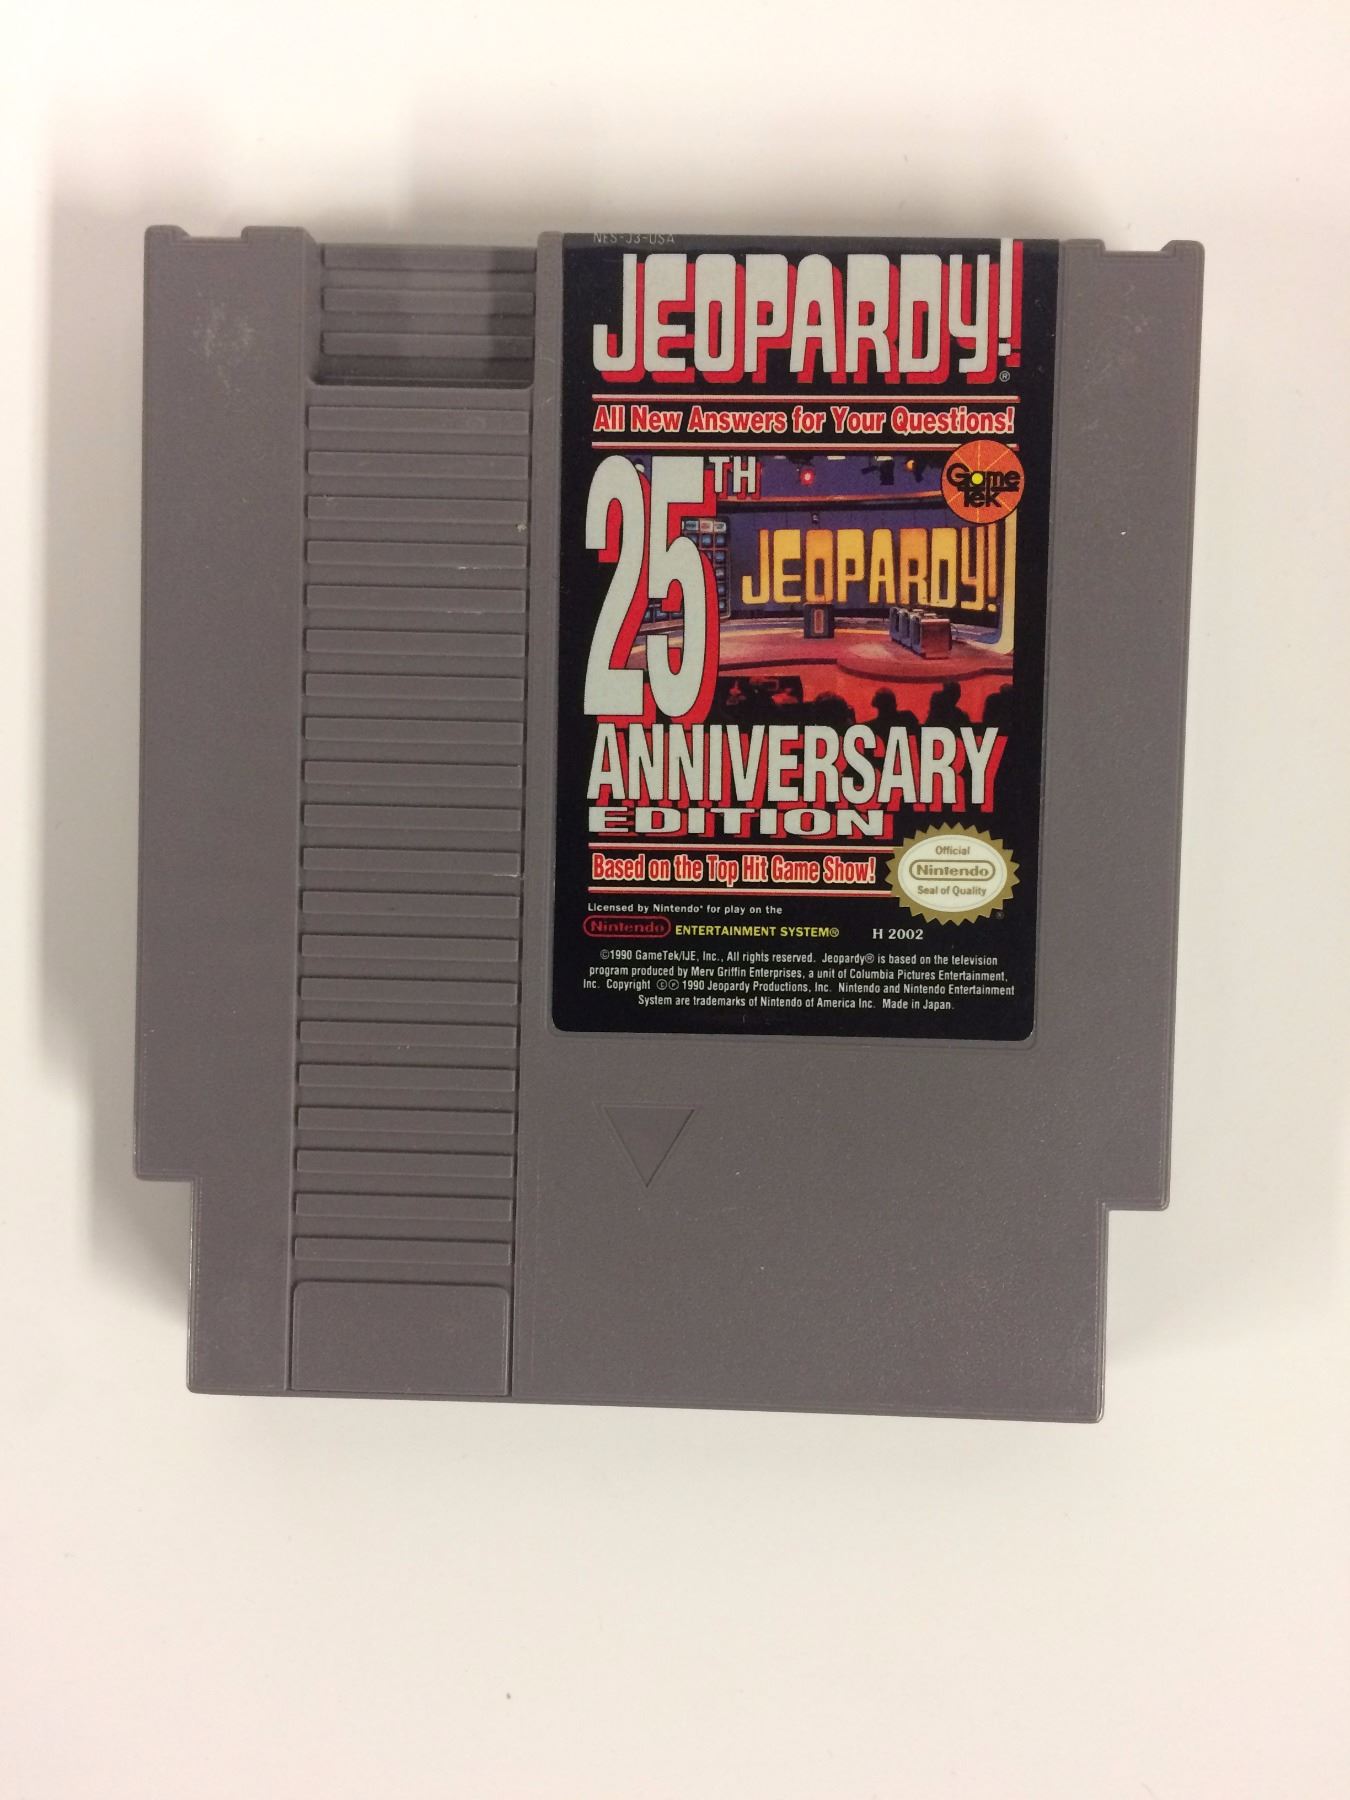 NES-J3-USA
JEOPARDY!
®
All New Answers for Your Questions!
25TH
Game
Tek
JEOPARDY!
ANNIVERSARY
EDITION
Based on the Top Hit Game Show!
Official
Nintendo
Seal of Quality
®
Licensed by Nintendo® for play on the
Nintendo ENTERTAINMENT SYSTEM® H 2002
©1990 GameTek/IJE, Inc., All rights reserved. Jeopardy® is based on the television
program produced by Merv Griffin Enterprises, a unit of Columbia Pictures Entertainment,
Inc. Copyright ©Ⓟ 1990 Jeopardy Productions, Inc. Nintendo and Nintendo Entertainment
System are trademarks of Nintendo of America Inc. Made in Japan.